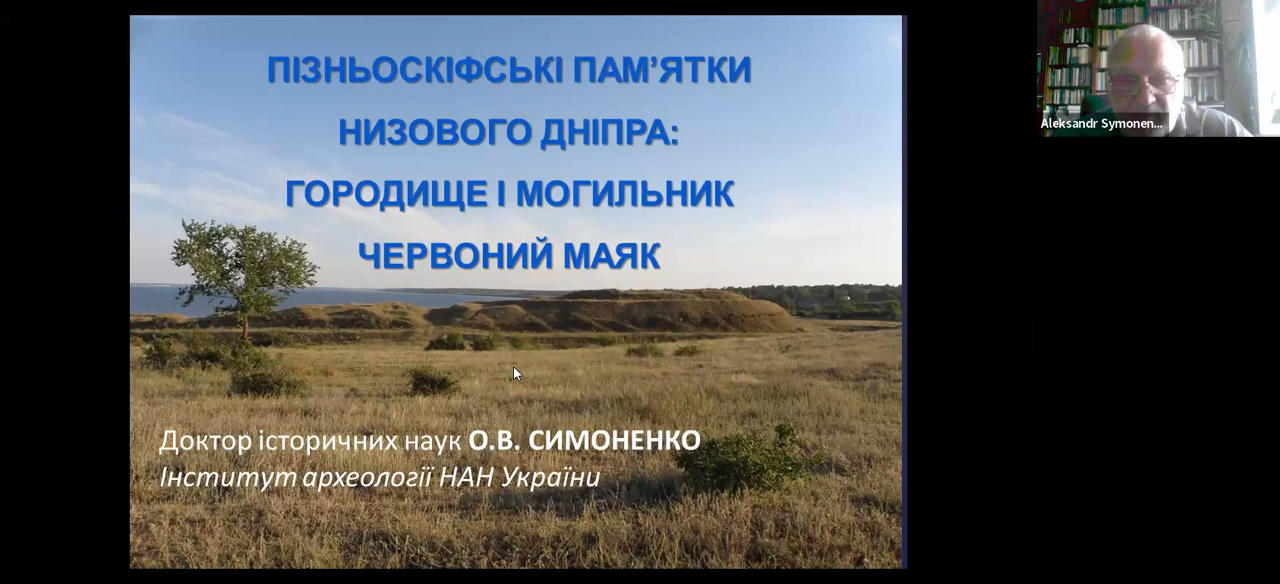 ПІЗНЬОСКІФСЬКІ ПАМ’ЯТКИ
НИЗОВОГО ДНІПРА:
ГОРОДИЩЕ І МОГИЛЬНИК
ЧЕРВОНИЙ МАЯК
Доктор історичних наук О.В. СИМОНЕНКО
Інститут археології НАН України
Aleksandr Symonen...